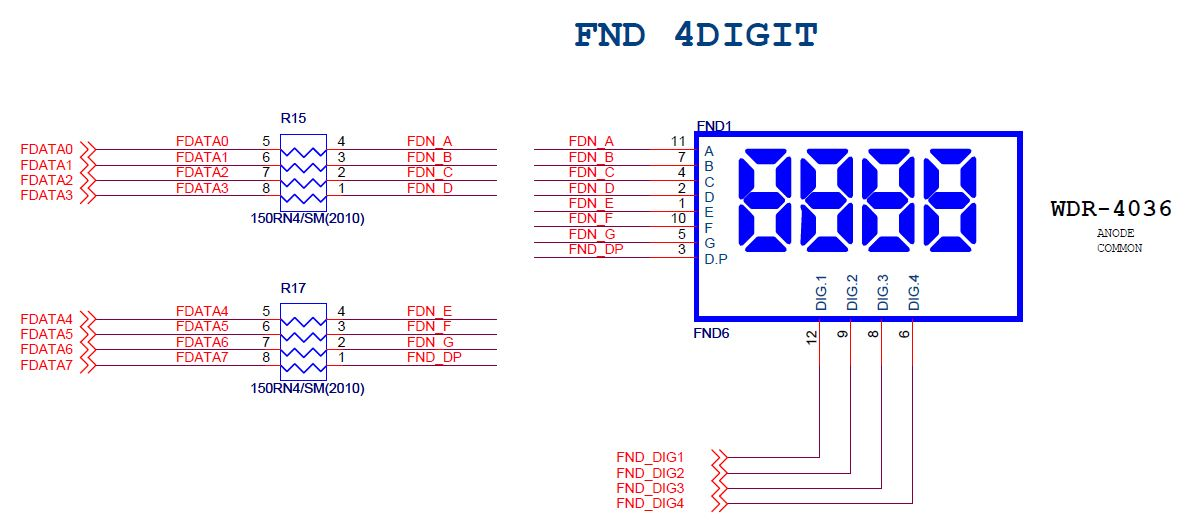 FND 4DIGIT
R15
FDATA0 FDATA0 5 4 FDN_A
FDATA1 FDATA1 6 3 FDN_B
FDATA2 FDATA2 7 2 FDN_C
FDATA3 FDATA3 8 1 FDN_D
150RN4/SM(2010)
R17
FDATA4 FDATA4 5 4 FDN_E
FDATA5 FDATA5 6 3 FDN_F
FDATA6 FDATA6 7 2 FDN_G
FDATA7 FDATA7 8 1 FND_DP
150RN4/SM(2010)
FND1
FDN_A 11 A
FDN_B 7 B
FDN_C 4 C
FDN_D 2 D
FDN_E 1 E
FDN_F 10 F
FDN_G 5 G
FND_DP 3 D.P
DIG.1 DIG.2 DIG.3 DIG.4
FND6
12 9 8 6
WDR-4036
ANODE
COMMON
FND_DIG1
FND_DIG2
FND_DIG3
FND_DIG4